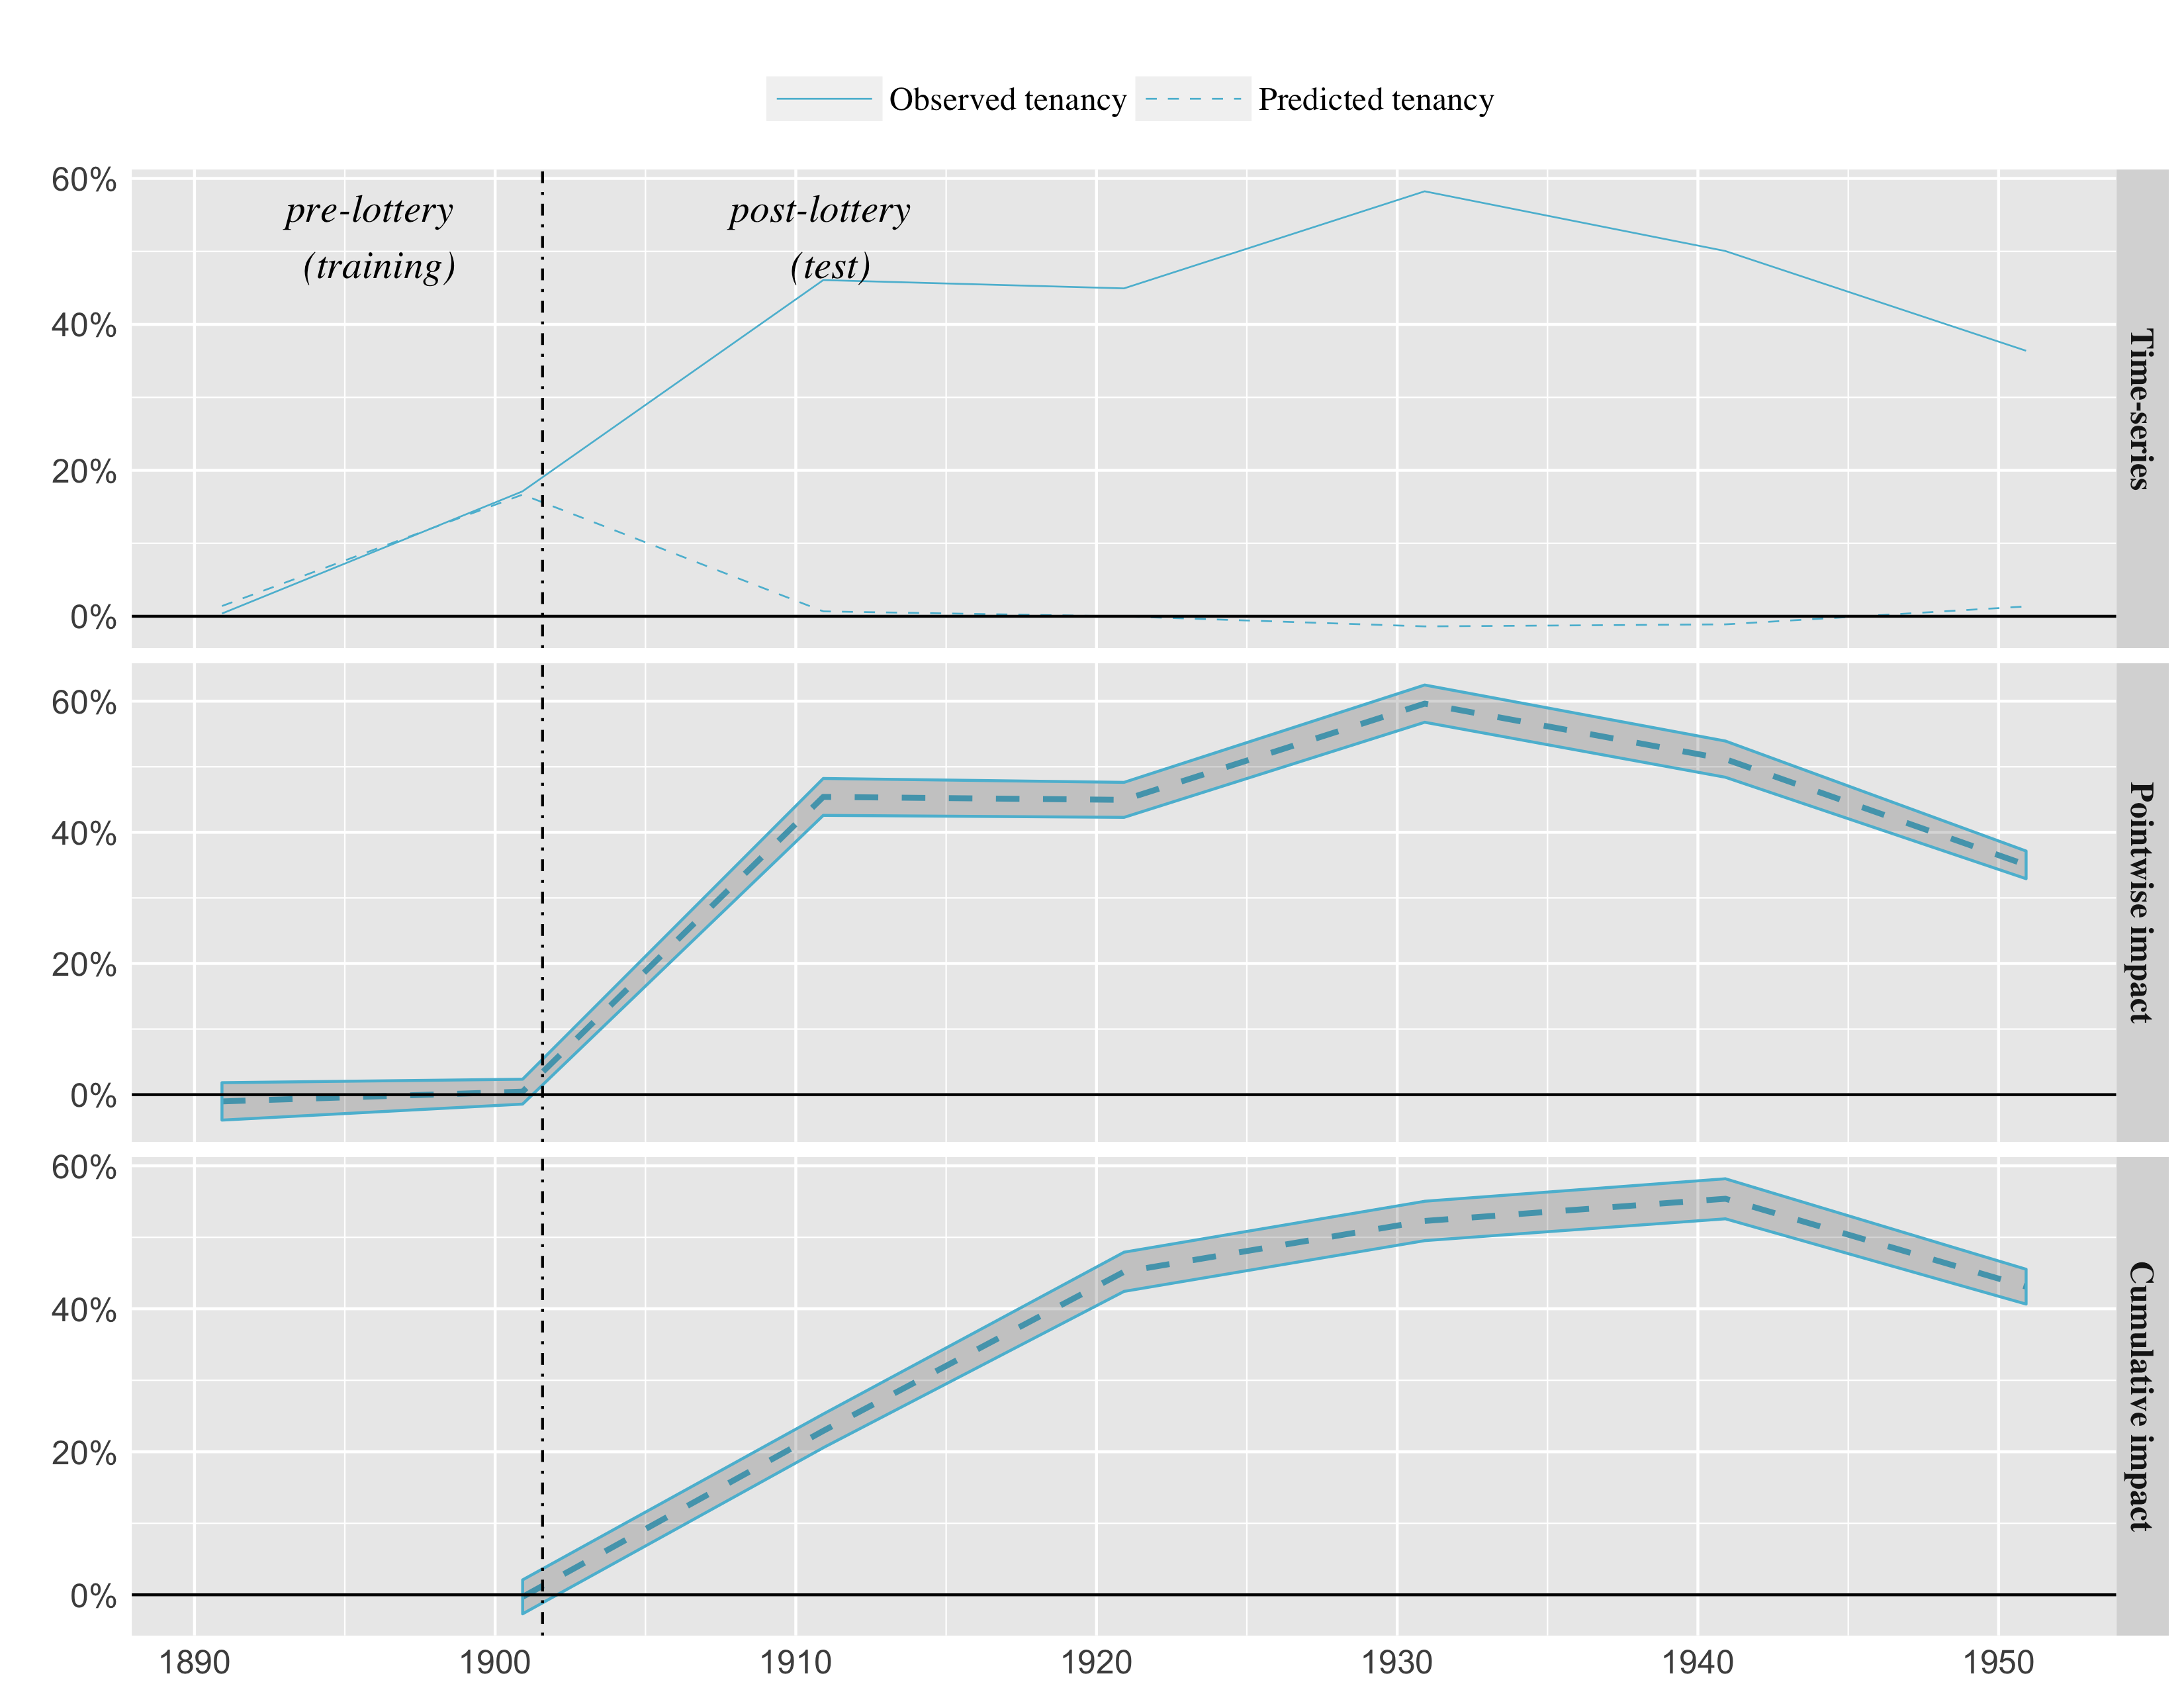 Observed tenancy Predicted tenancy
60%
40%
20%
0%
pre-lottery
(training)
post-lottery
(test)
Time-series
60%
40%
20%
0%
Pointwise impact
60%
40%
20%
0%
Cumulative impact
1890 1900 1910 1920 1930 1940 1950